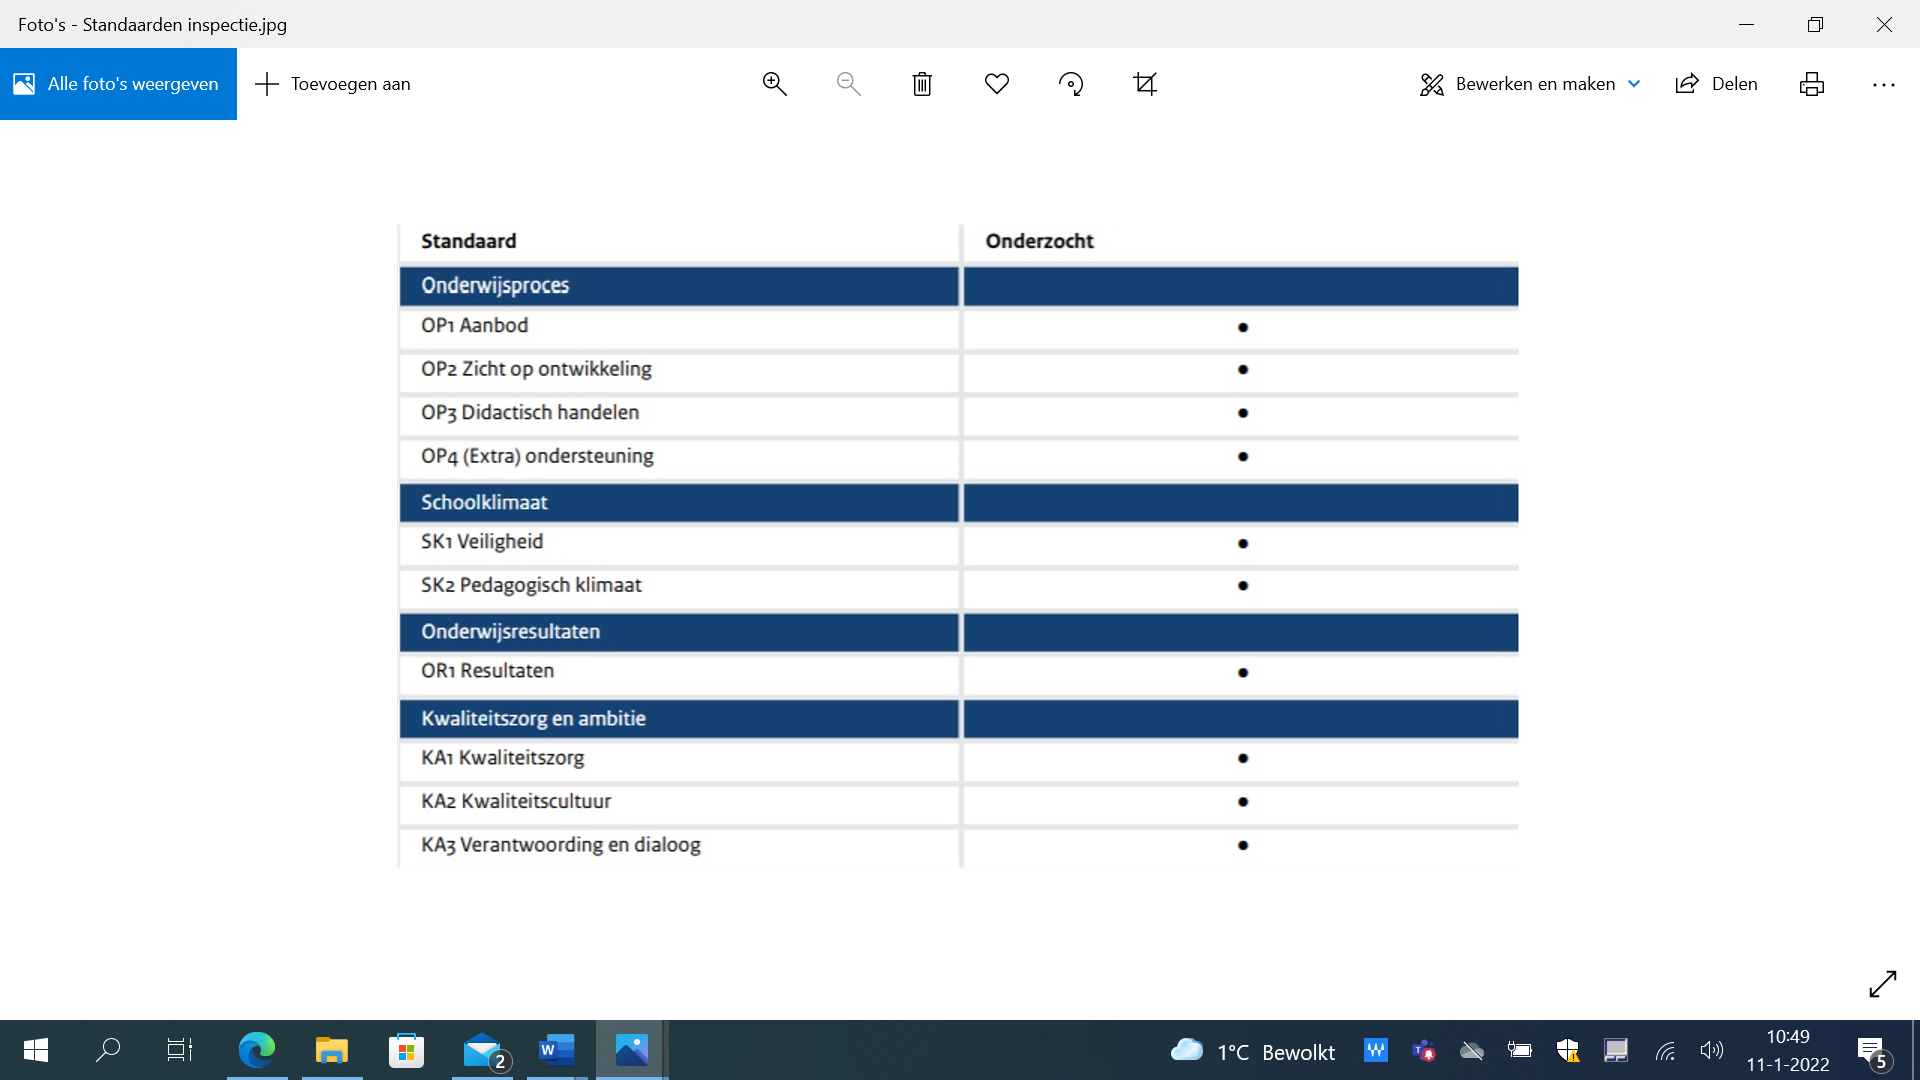 Foto's - Standaarden inspectie.jpg
Alle foto's weergeven
Toevoegen aan
Bewerken en maken
Delen
Standaard Onderzocht
Onderwijsproces
OP1 Aanbod •
OP2 Zicht op ontwikkeling •
OP3 Didactisch handelen •
OP4 (Extra) ondersteuning •
Schoolklimaat
SK1 Veiligheid •
SK2 Pedagogisch klimaat •
Onderwijsresultaten
OR1 Resultaten •
Kwaliteitszorg en ambitie
KA1 Kwaliteitszorg •
KA2 Kwaliteitscultuur •
KA3 Verantwoording en dialoog •
2
W
1°C Bewolkt
10:49
11-1-2022
5